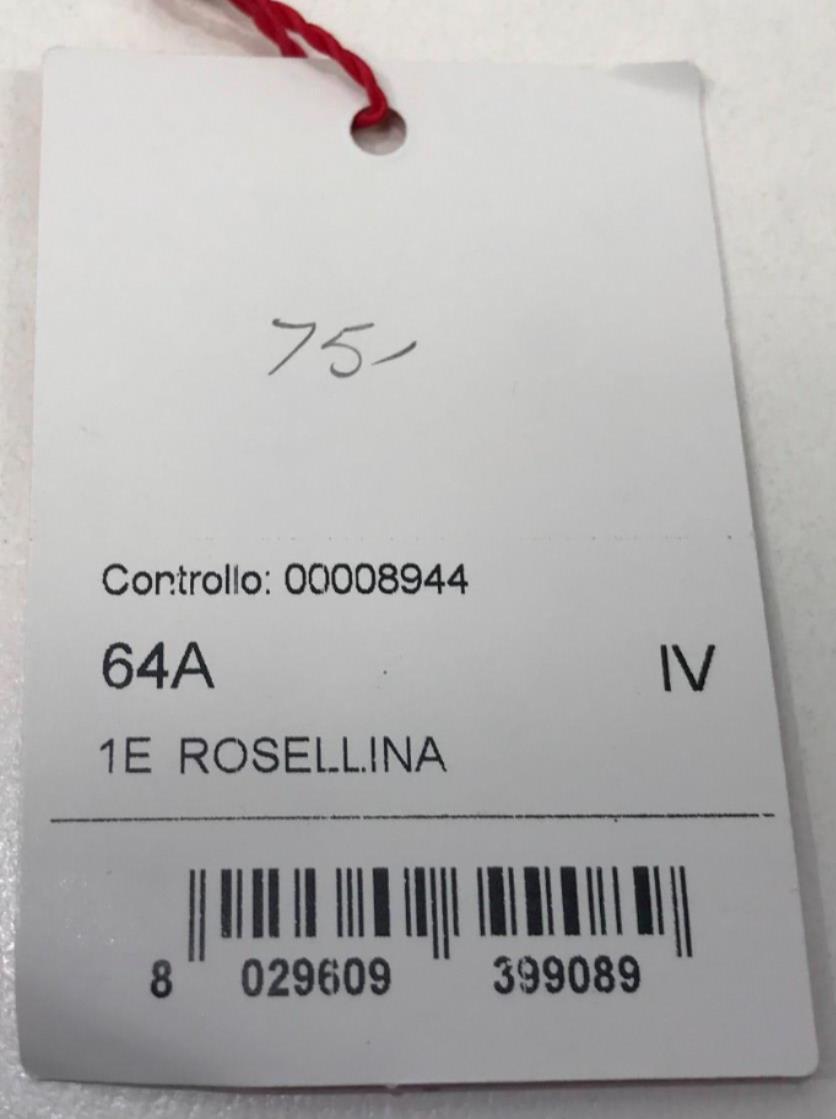 75,-
Controllo: 00008944
64A IV
1E ROSELLINA
8 029609 399089